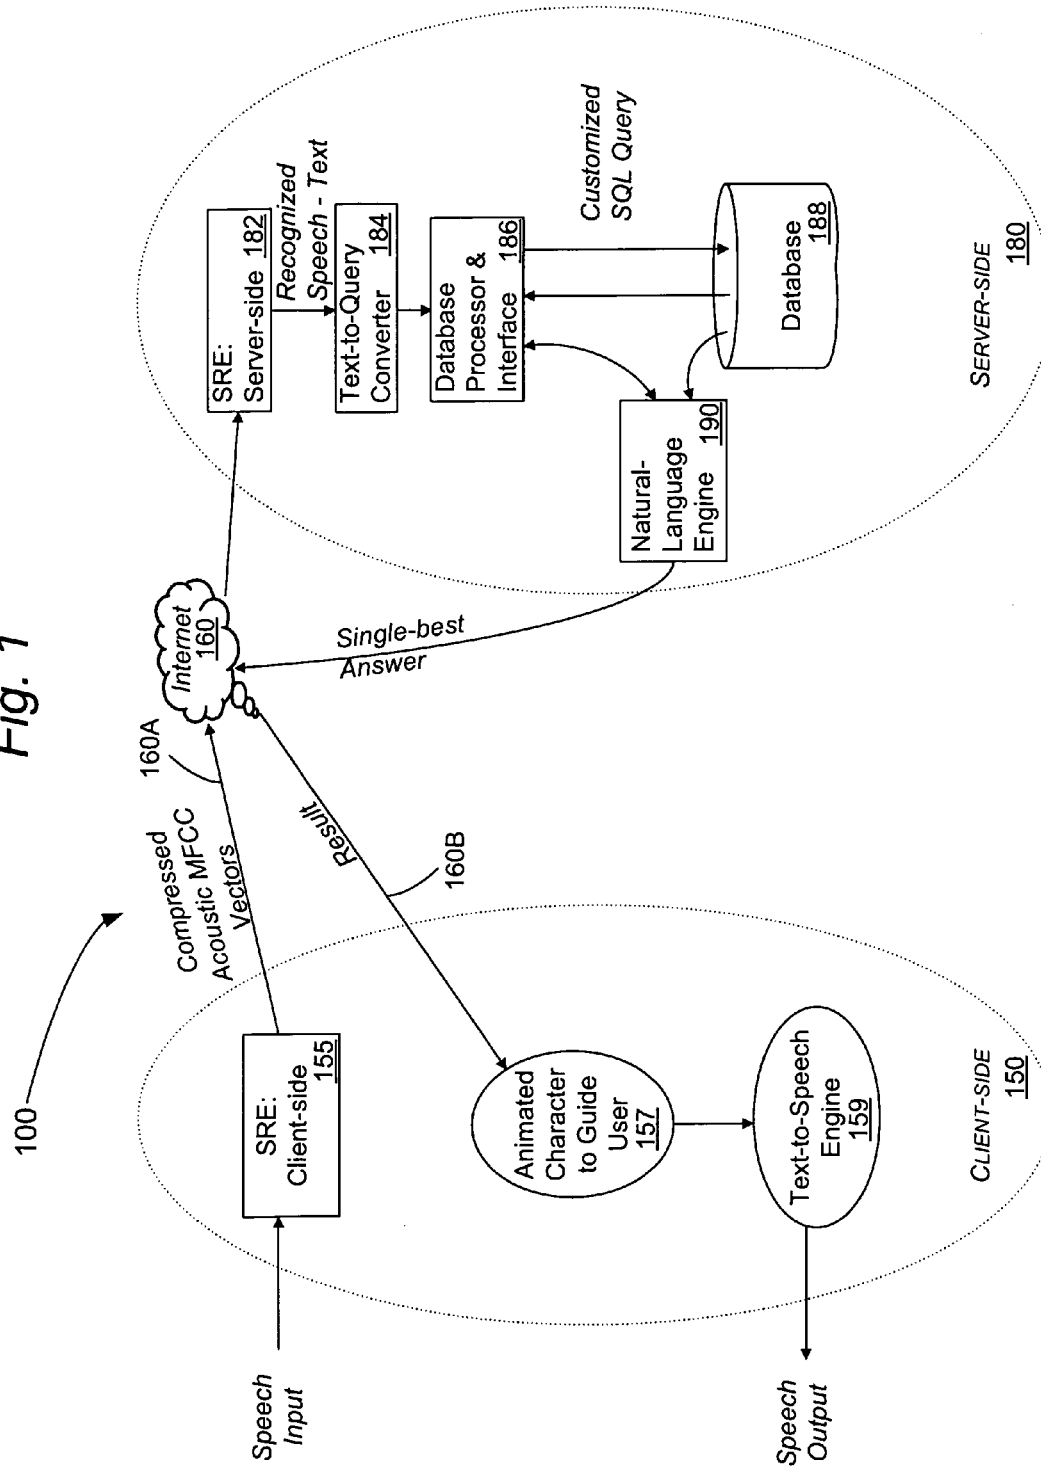 Fig. 1
100
Speech
Input
SRE:
Client-side
155
Compressed
Acoustic MFCC
Vectors
160A
Internet
160
Result
160B
Animated
Character
to Guide
User
157
Text-to-Speech
Engine
159
Speech
Output
CLIENT-SIDE
150
SRE:
Server-side 182
Recognized
Speech - Text
Text-to-Query
Converter 184
Database
Processor &
Interface 186
Customized
SQL Query
Database
188
Natural-
Language
Engine 190
Single-best
Answer
SERVER-SIDE
180